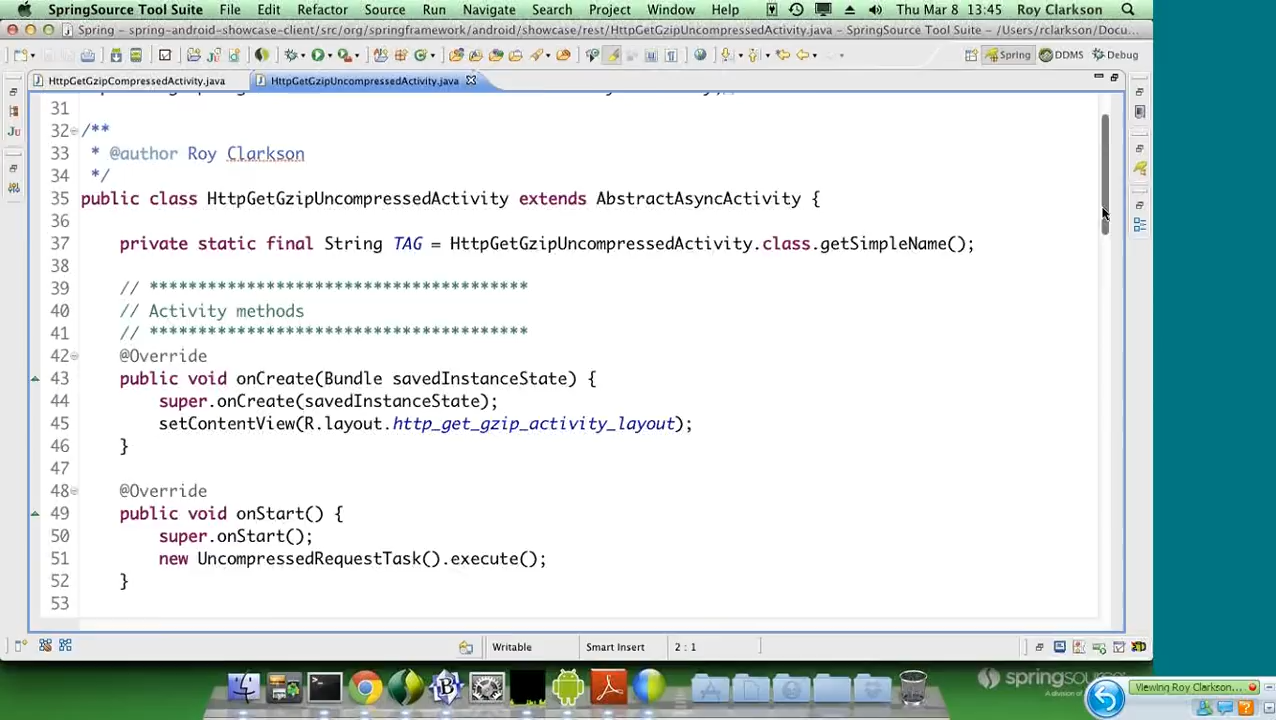 SpringSource Tool Suite File Edit Refactor Source Run Navigate Search Project Window Help Thu Mar 8 13:45 Roy Clarkson
Spring - spring-android-showcase-client/src/org/springframework/android/showcase/rest/HttpGetGzipUncompressedActivity.java - SpringSource Tool Suite - /Users/rclarkson/Docu...
Spring DDMS Debug
HttpGetGzipCompressedActivity.java HttpGetGzipUncompressedActivity.java
31
32 /**
33 * @author Roy Clarkson
34 */
35 public class HttpGetGzipUncompressedActivity extends AbstractAsyncActivity {
36
37 private static final String TAG = HttpGetGzipUncompressedActivity.class.getSimpleName();
38
39 // ***************************************
40 // Activity methods
41 // ***************************************
42 @Override
43 public void onCreate(Bundle savedInstanceState) {
44 super.onCreate(savedInstanceState);
45 setContentView(R.layout.http_get_gzip_activity_layout);
46 }
47
48 @Override
49 public void onStart() {
50 super.onStart();
51 new UncompressedRequestTask().execute();
52 }
53
Writable Smart Insert 2 : 1
springsource
A division of
Viewing Roy Clarkson...